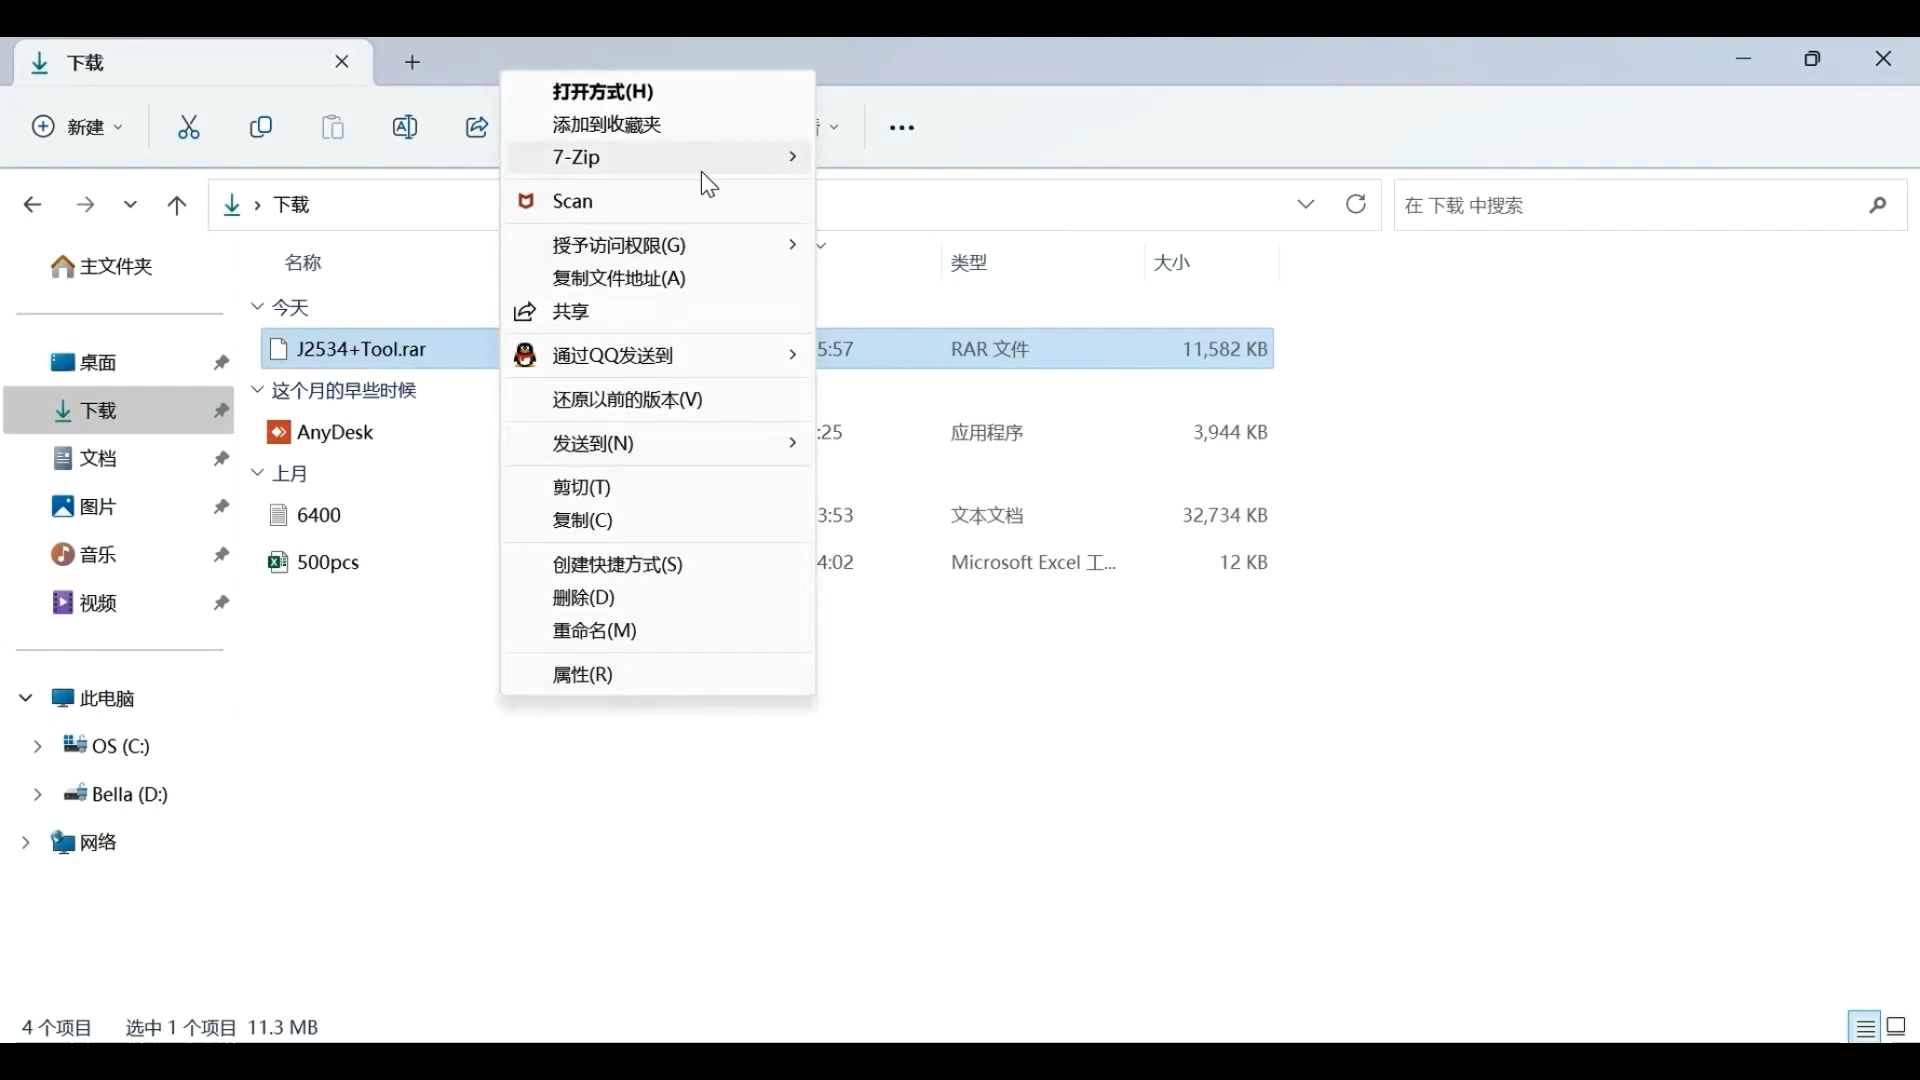 下载
新建
下载
在 下载 中搜索
主文件夹
桌面
下载
文档
图片
音乐
视频
此电脑
OS (C:)
Bella (D:)
网络
名称
类型
大小
今天
J2534+Tool.rar
5:57
RAR 文件
11,582 KB
这个月的早些时候
AnyDesk
:25
应用程序
3,944 KB
上月
6400
3:53
文本文档
32,734 KB
500pcs
4:02
Microsoft Excel 工...
12 KB
打开方式(H)
添加到收藏夹
7-Zip
Scan
授予访问权限(G)
复制文件地址(A)
共享
通过QQ发送到
还原以前的版本(V)
发送到(N)
剪切(T)
复制(C)
创建快捷方式(S)
删除(D)
重命名(M)
属性(R)
4 个项目
选中 1 个项目 11.3 MB